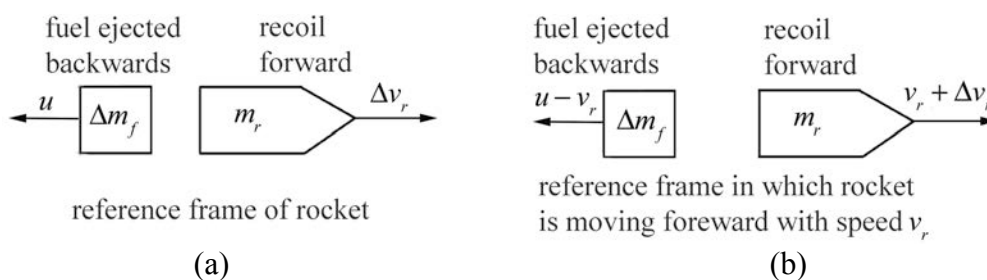 fuel ejected
backwards
recoil
forward
u
Δm_f
m_r
Δv_r
reference frame of rocket
(a)
fuel ejected
backwards
recoil
forward
u − v_r
Δm_f
m_r
v_r + Δv_r
reference frame in which rocket
is moving foreward with speed v_r
(b)